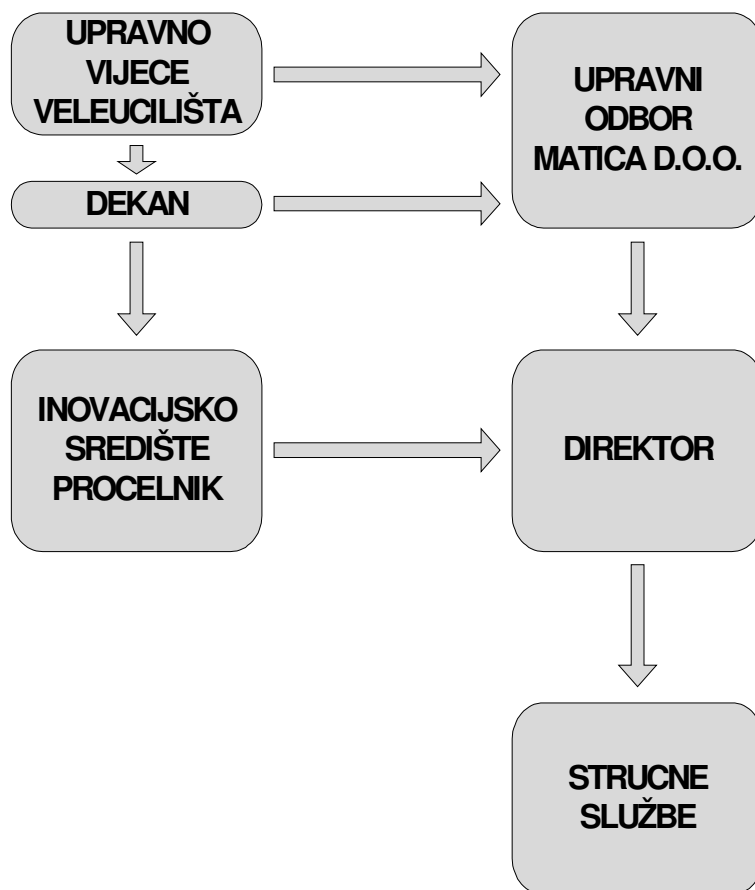 UPRAVNO
VIJECE
VELEUCILIŠTA
UPRAVNI
ODBOR
MATICA D.O.O.
DEKAN
INOVACIJSKO
SREDIŠTE
PROCELNIK
DIREKTOR
STRUCNE
SLUŽBE